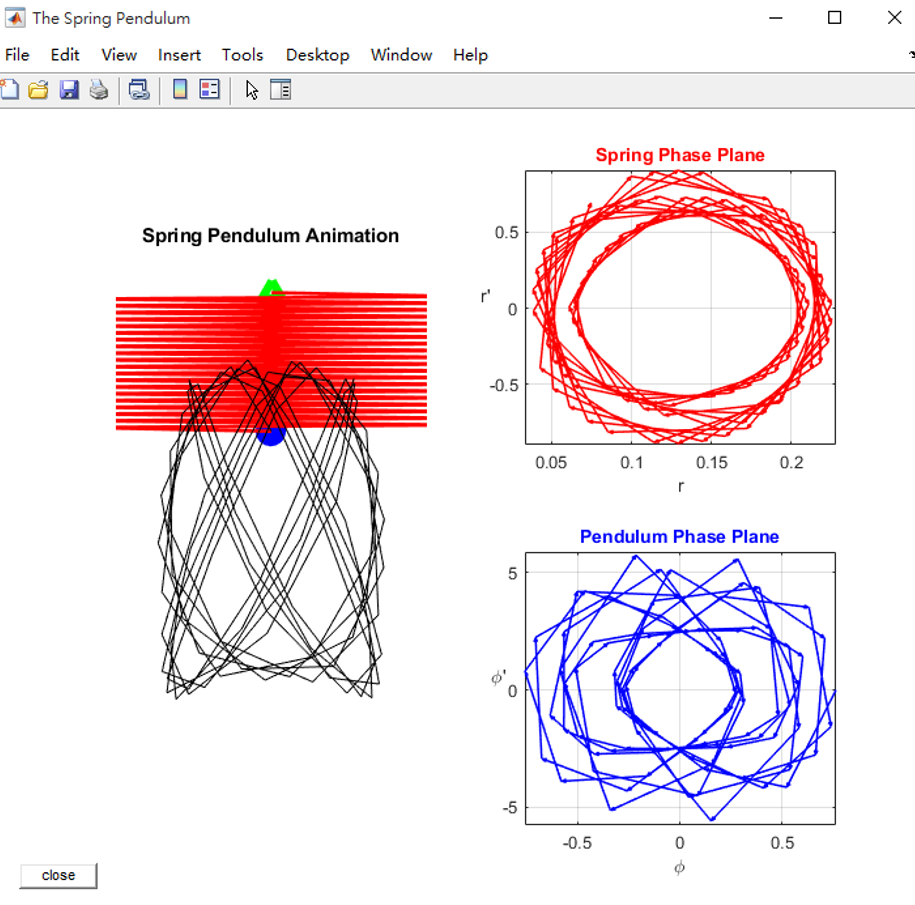 The Spring Pendulum
File Edit View Insert Tools Desktop Window Help
Spring Pendulum Animation
Spring Phase Plane
0.5
0
-0.5
r'
0.05 0.1 0.15 0.2
r
Pendulum Phase Plane
5
0
-5
ϕ'
-0.5 0 0.5
ϕ
close